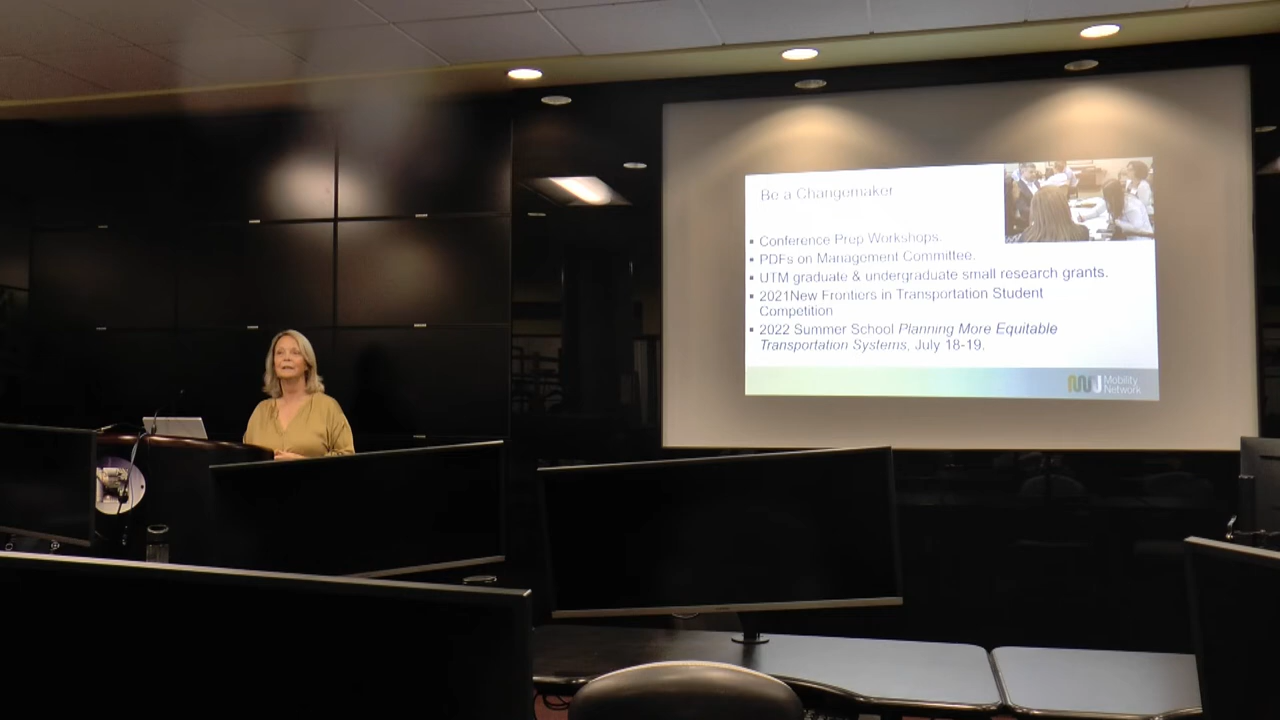 Be a Changemaker
▪ Conference Prep Workshops.
▪ PDFs on Management Committee.
▪ UTM graduate & undergraduate small research grants.
▪ 2021New Frontiers in Transportation Student
Competition
▪ 2022 Summer School Planning More Equitable
Transportation Systems, July 18-19.
Mobility
Network